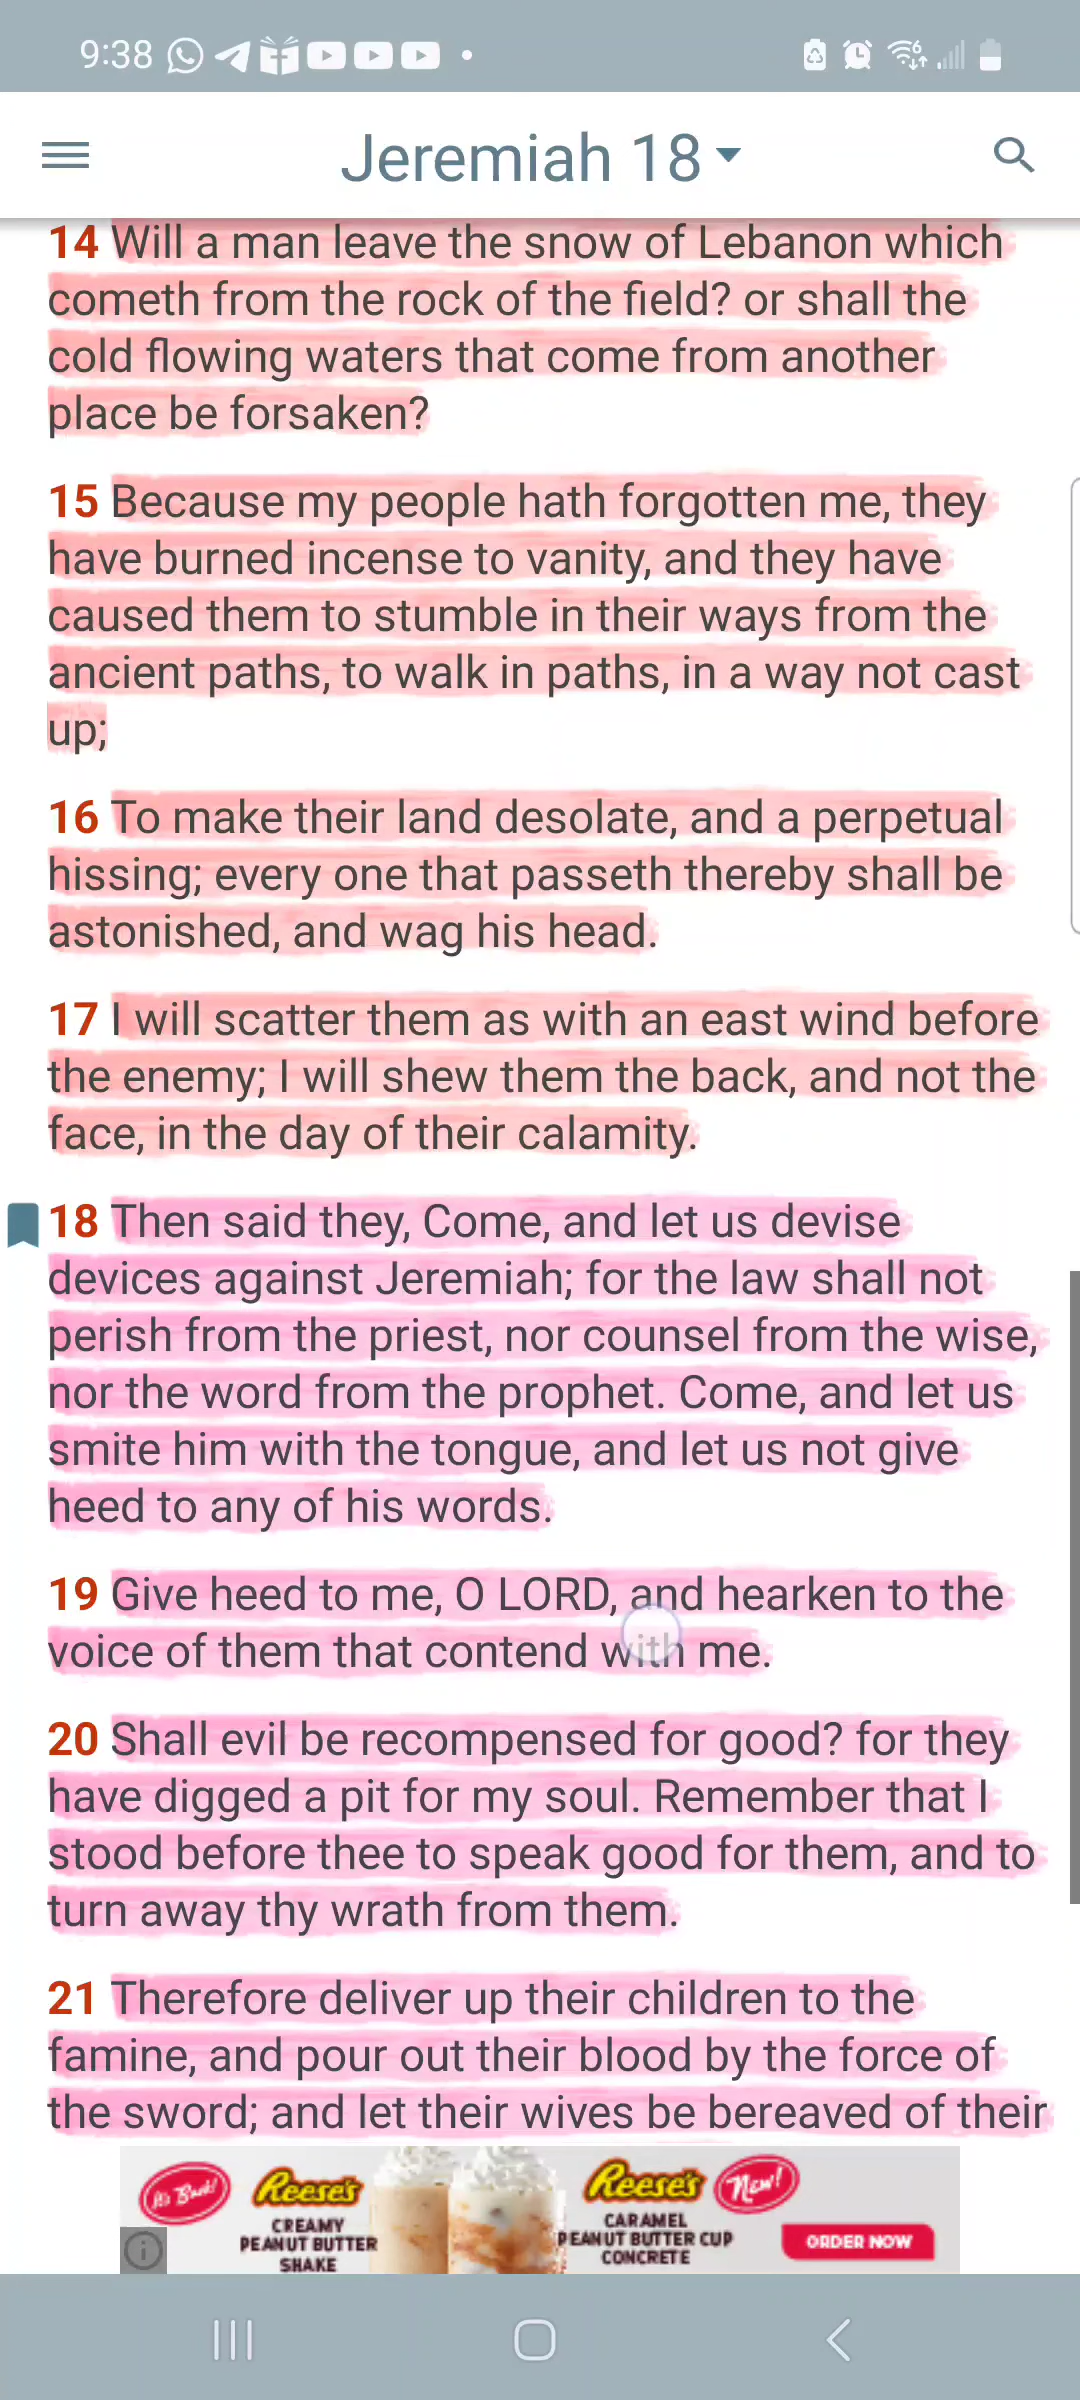 9:38
Jeremiah 18
14 Will a man leave the snow of Lebanon which
cometh from the rock of the field? or shall the
cold flowing waters that come from another
place be forsaken?
15 Because my people hath forgotten me, they
have burned incense to vanity, and they have
caused them to stumble in their ways from the
ancient paths, to walk in paths, in a way not cast
up;
16 To make their land desolate, and a perpetual
hissing; every one that passeth thereby shall be
astonished, and wag his head.
17 I will scatter them as with an east wind before
the enemy; I will shew them the back, and not the
face, in the day of their calamity.
18 Then said they, Come, and let us devise
devices against Jeremiah; for the law shall not
perish from the priest, nor counsel from the wise,
nor the word from the prophet. Come, and let us
smite him with the tongue, and let us not give
heed to any of his words.
19 Give heed to me, O LORD, and hearken to the
voice of them that contend with me.
20 Shall evil be recompensed for good? for they
have digged a pit for my soul. Remember that I
stood before thee to speak good for them, and to
turn away thy wrath from them.
21 Therefore deliver up their children to the
famine, and pour out their blood by the force of
the sword; and let their wives be bereaved of their
It's Back!
Reese's
CREAMY
PEANUT BUTTER
SHAKE
Reese's
New!
CARAMEL
PEANUT BUTTER CUP
CONCRETE
ORDER NOW